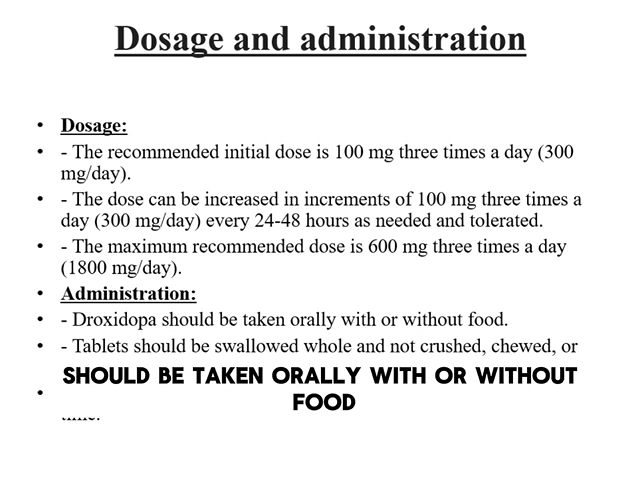 Dosage and administration
• Dosage:
• - The recommended initial dose is 100 mg three times a day (300
mg/day).
• - The dose can be increased in increments of 100 mg three times a
day (300 mg/day) every 24-48 hours as needed and tolerated.
• - The maximum recommended dose is 600 mg three times a day
(1800 mg/day).
• Administration:
• - Droxidopa should be taken orally with or without food.
• - Tablets should be swallowed whole and not crushed, chewed, or
SHOULD BE TAKEN ORALLY WITH OR WITHOUT
FOOD